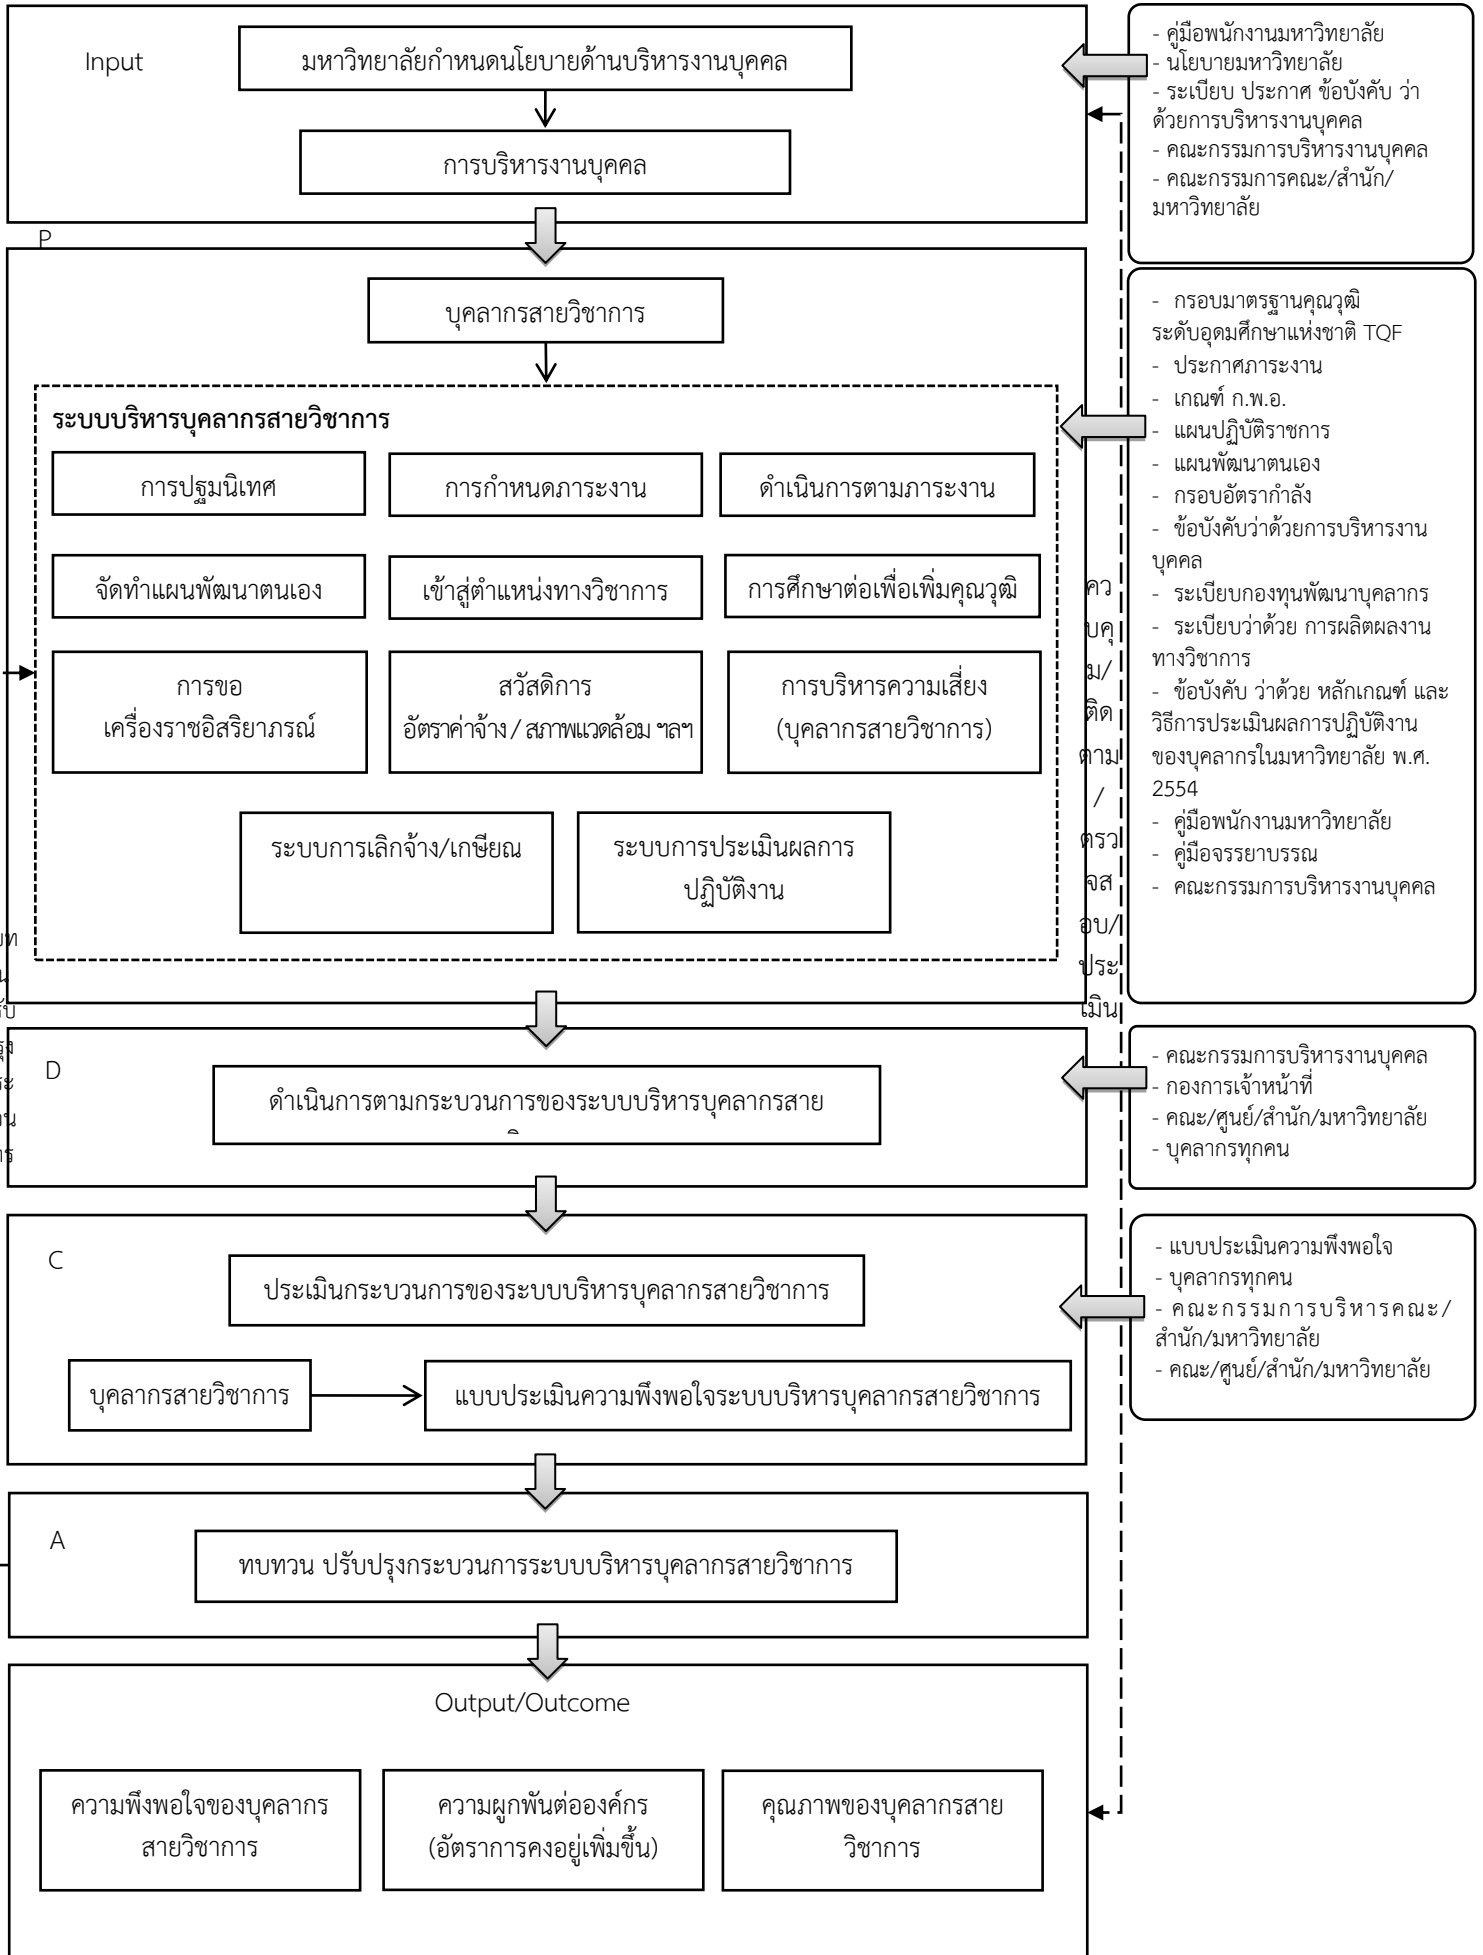 Input
มหาวิทยาลัยกำหนดนโยบายด้านบริหารงานบุคคล
การบริหารงานบุคคล
- คู่มือพนักงานมหาวิทยาลัย
- นโยบายมหาวิทยาลัย
- ระเบียบ ประกาศ ข้อบังคับ ว่า
ด้วยการบริหารงานบุคคล
- คณะกรรมการบริหารงานบุคคล
- คณะกรรมการคณะ/สำนัก/
มหาวิทยาลัย
P
บุคลากรสายวิชาการ
ระบบบริหารบุคลากรสายวิชาการ
การปฐมนิเทศ
การกำหนดภาระงาน
ดำเนินการตามภาระงาน
จัดทำแผนพัฒนาตนเอง
เข้าสู่ตำแหน่งทางวิชาการ
การศึกษาต่อเพื่อเพิ่มคุณวุฒิ
การขอ
เครื่องราชอิสริยาภรณ์
สวัสดิการ
อัตราค่าจ้าง / สภาพแวดล้อม ฯลฯ
การบริหารความเสี่ยง
(บุคลากรสายวิชาการ)
ระบบการเลิกจ้าง/เกษียณ
ระบบการประเมินผลการ
ปฏิบัติงาน
คว
บคุ
ม/
ติด
ตาม
/
ตรว
จส
อบ/
ประ
เมิน
- กรอบมาตรฐานคุณวุฒิ
ระดับอุดมศึกษาแห่งชาติ TQF
- ประกาศภาระงาน
- เกณฑ์ ก.พ.อ.
- แผนปฏิบัติราชการ
- แผนพัฒนาตนเอง
- กรอบอัตรากำลัง
- ข้อบังคับว่าด้วยการบริหารงาน
บุคคล
- ระเบียบกองทุนพัฒนาบุคลากร
- ระเบียบว่าด้วย การผลิตผลงาน
ทางวิชาการ
- ข้อบังคับ ว่าด้วย หลักเกณฑ์ และ
วิธีการประเมินผลการปฏิบัติงาน
ของบุคลากรในมหาวิทยาลัย พ.ศ.
2554
- คู่มือพนักงานมหาวิทยาลัย
- คู่มือจรรยาบรรณ
- คณะกรรมการบริหารงานบุคคล
D
ดำเนินการตามกระบวนการของระบบบริหารบุคลากรสาย
- คณะกรรมการบริหารงานบุคคล
- กองการเจ้าหน้าที่
- คณะ/ศูนย์/สำนัก/มหาวิทยาลัย
- บุคลากรทุกคน
C
ประเมินกระบวนการของระบบบริหารบุคลากรสายวิชาการ
บุคลากรสายวิชาการ
แบบประเมินความพึงพอใจระบบบริหารบุคลากรสายวิชาการ
- แบบประเมินความพึงพอใจ
- บุคลากรทุกคน
- คณะกรรมการบริหารคณะ/
สำนัก/มหาวิทยาลัย
- คณะ/ศูนย์/สำนัก/มหาวิทยาลัย
A
ทบทวน ปรับปรุงกระบวนการระบบบริหารบุคลากรสายวิชาการ
Output/Outcome
ความพึงพอใจของบุคลากร
สายวิชาการ
ความผูกพันต่อองค์กร
(อัตราการคงอยู่เพิ่มขึ้น)
คุณภาพของบุคลากรสาย
วิชาการ